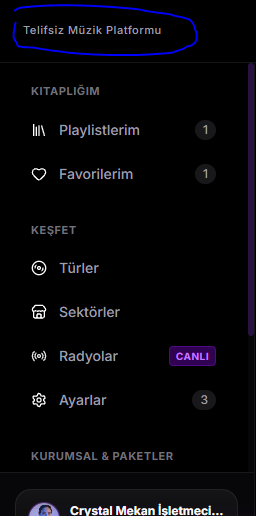 Telifsiz Müzik Platformu
KITAPLIĞIM
Playlistlerim 1
Favorilerim 1
KEŞFET
Türler
Sektörler
Radyolar CANLI
Ayarlar 3
KURUMSAL & PAKETLER
Crystal Mekan İşletmeci...